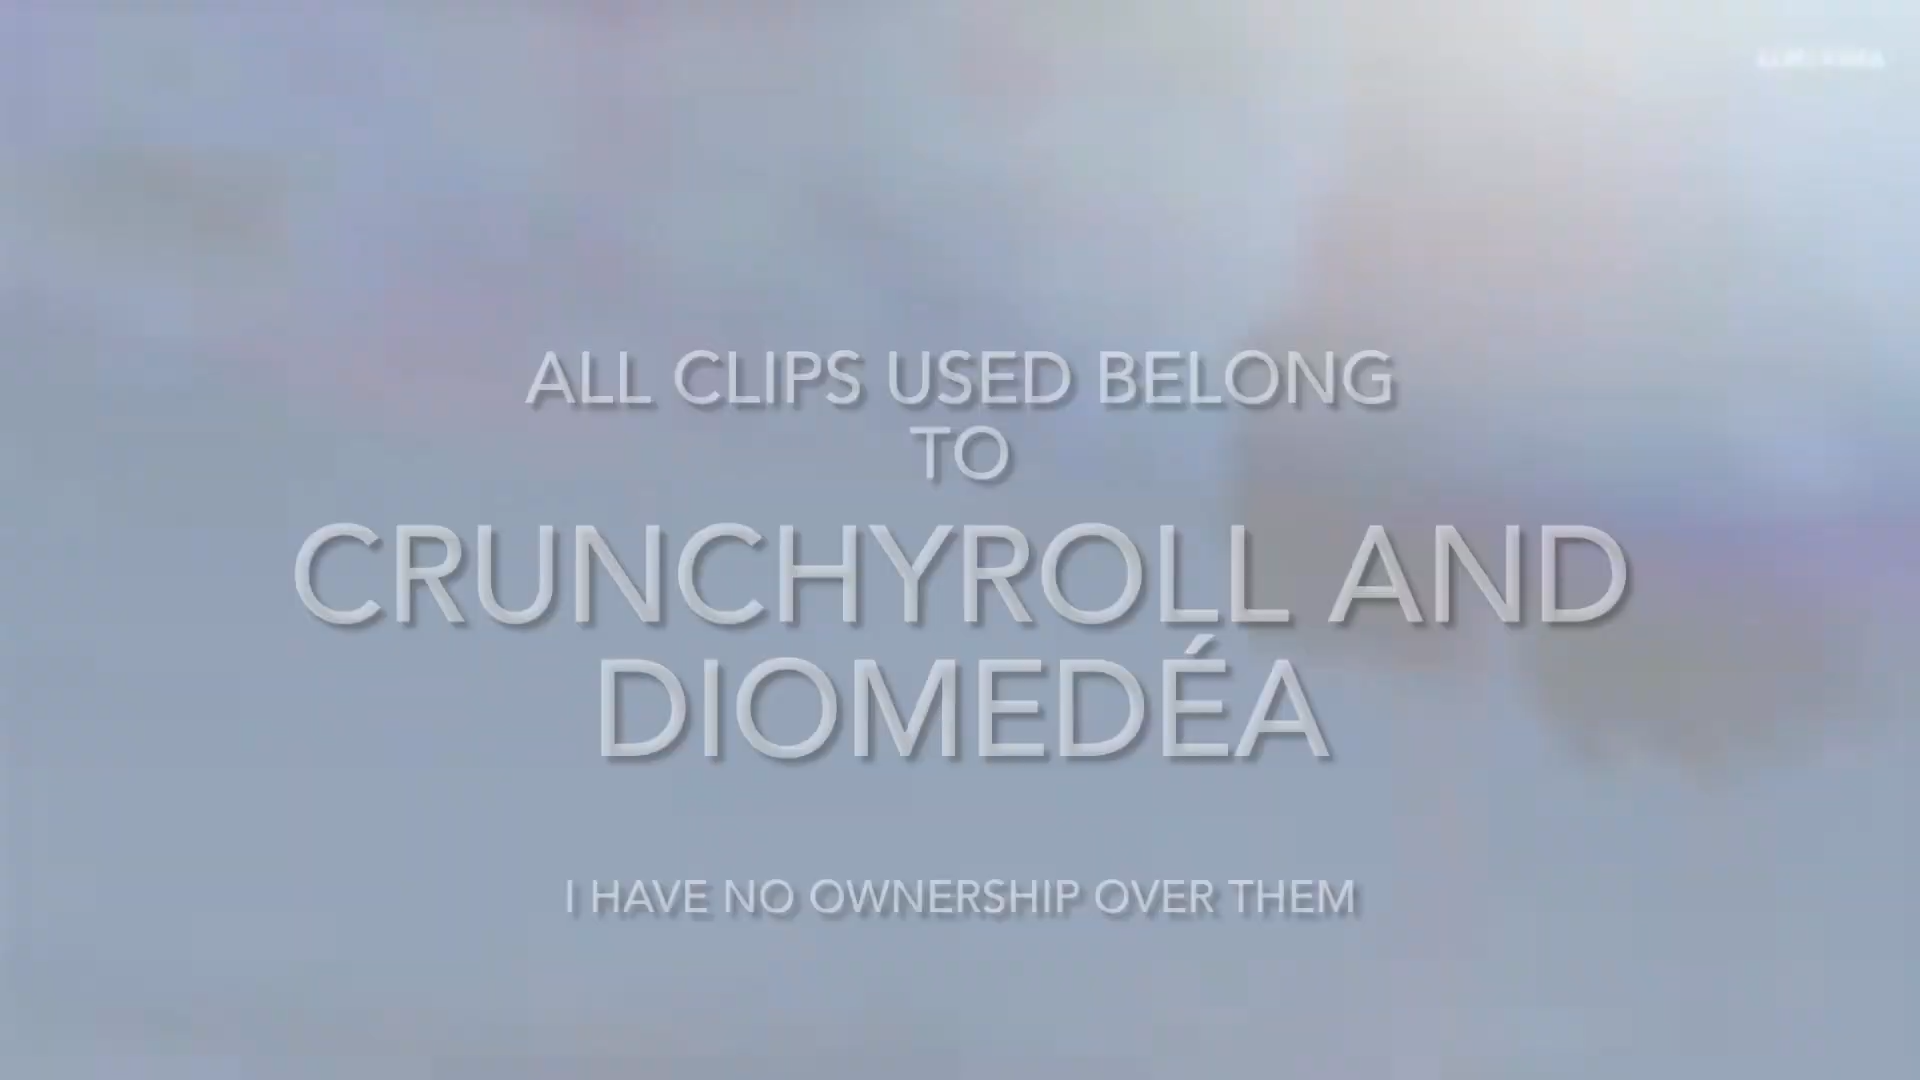 ALL CLIPS USED BELONG
TO
CRUNCHYROLL AND
DIOMEDÉA
I HAVE NO OWNERSHIP OVER THEM